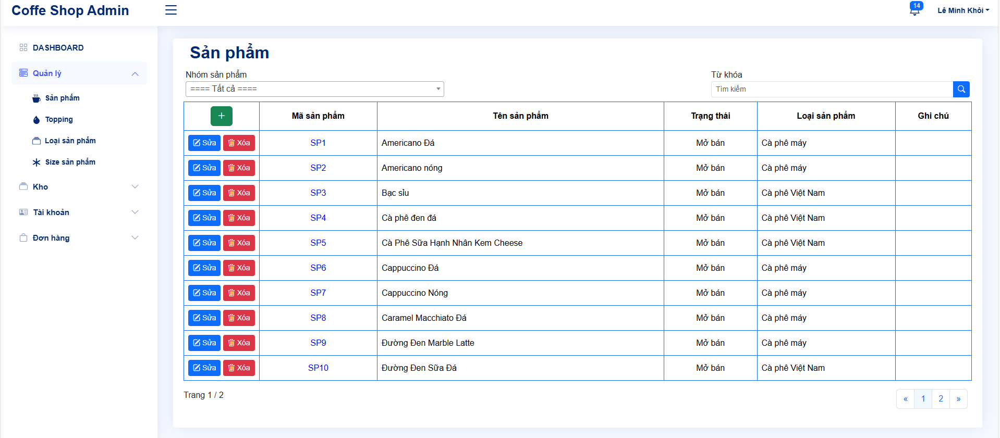 Coffe Shop Admin
14
Lê Minh Khôi
DASHBOARD
Quản lý
Sản phẩm
Topping
Loại sản phẩm
Size sản phẩm
Kho
Tài khoản
Đơn hàng
Sản phẩm
Nhóm sản phẩm
Từ khóa
==== Tất cả ====
Tìm kiếm
+ Mã sản phẩm Tên sản phẩm Trạng thái Loại sản phẩm Ghi chú
Sửa Xóa SP1 Americano Đá Mở bán Cà phê máy
Sửa Xóa SP2 Americano nóng Mở bán Cà phê máy
Sửa Xóa SP3 Bạc sỉu Mở bán Cà phê Việt Nam
Sửa Xóa SP4 Cà phê đen đá Mở bán Cà phê Việt Nam
Sửa Xóa SP5 Cà Phê Sữa Hạnh Nhân Kem Cheese Mở bán Cà phê Việt Nam
Sửa Xóa SP6 Cappuccino Đá Mở bán Cà phê máy
Sửa Xóa SP7 Cappuccino Nóng Mở bán Cà phê máy
Sửa Xóa SP8 Caramel Macchiato Đá Mở bán Cà phê máy
Sửa Xóa SP9 Đường Đen Marble Latte Mở bán Cà phê máy
Sửa Xóa SP10 Đường Đen Sữa Đá Mở bán Cà phê Việt Nam
Trang 1 / 2
« 1 2 »